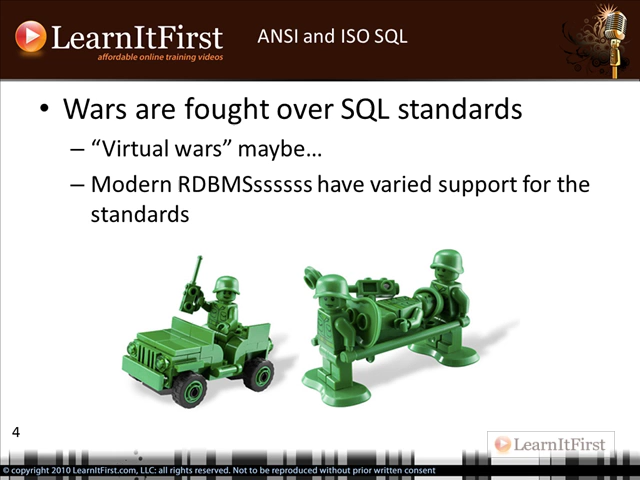 LearnItFirst
affordable online training videos
ANSI and ISO SQL
• Wars are fought over SQL standards
– “Virtual wars” maybe…
– Modern RDBMSssssss have varied support for the
standards
4
LearnItFirst
© copyright 2010 LearnItFirst.com, LLC: all rights reserved. Not to be reproduced without prior written consent